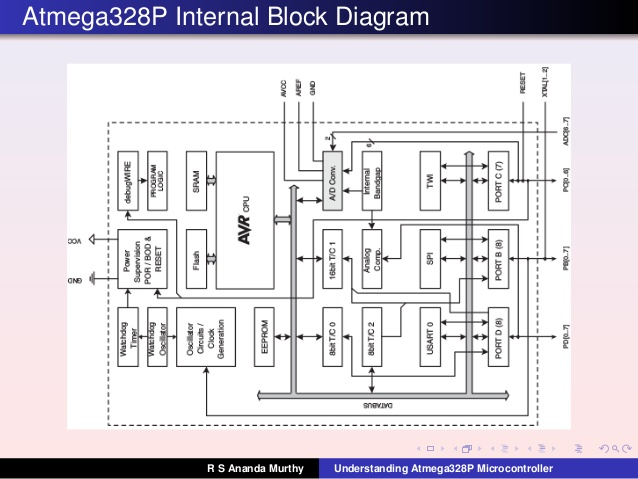 Atmega328P Internal Block Diagram
AVCC
AREF
GND
RESET
XTAL[1..2]
debugWIRE
PROGRAM
LOGIC
SRAM
AVR CPU
A/D Conv.
2
6
Internal
Bandgap
TWI
PORT C (7)
ADC[6..7]
PC[0..6]
VCC
GND
Power
Supervision
POR / BOD &
RESET
Flash
16bit T/C 1
Analog
Comp.
SPI
PORT B (8)
PB[0..7]
Watchdog
Timer
Watchdog
Oscillator
Oscillator
Circuits /
Clock
Generation
EEPROM
8bit T/C 0
8bit T/C 2
USART 0
PORT D (8)
PD[0..7]
DATABUS
R S Ananda Murthy
Understanding Atmega328P Microcontroller